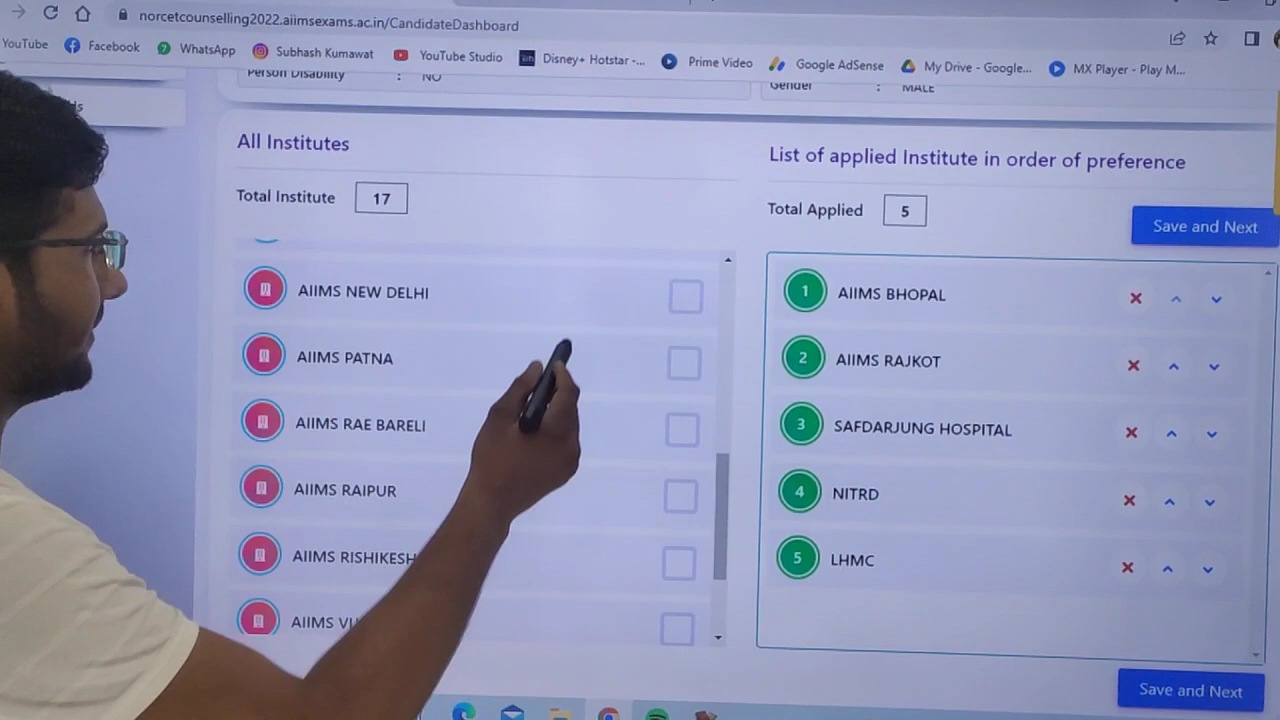 norcetcounselling2022.aiimsexams.ac.in/CandidateDashboard
YouTube Facebook WhatsApp Subhash Kumawat YouTube Studio Disney+ Hotstar -... Prime Video Google AdSense My Drive - Google... MX Player - Play M...
Person Disability : NO
Gender : MALE
All Institutes
Total Institute 17
AIIMS NEW DELHI
AIIMS PATNA
AIIMS RAE BARELI
AIIMS RAIPUR
AIIMS RISHIKESH
AIIMS
List of applied Institute in order of preference
Total Applied 5
Save and Next
1 AIIMS BHOPAL
2 AIIMS RAJKOT
3 SAFDARJUNG HOSPITAL
4 NITRD
5 LHMC
Save and Next